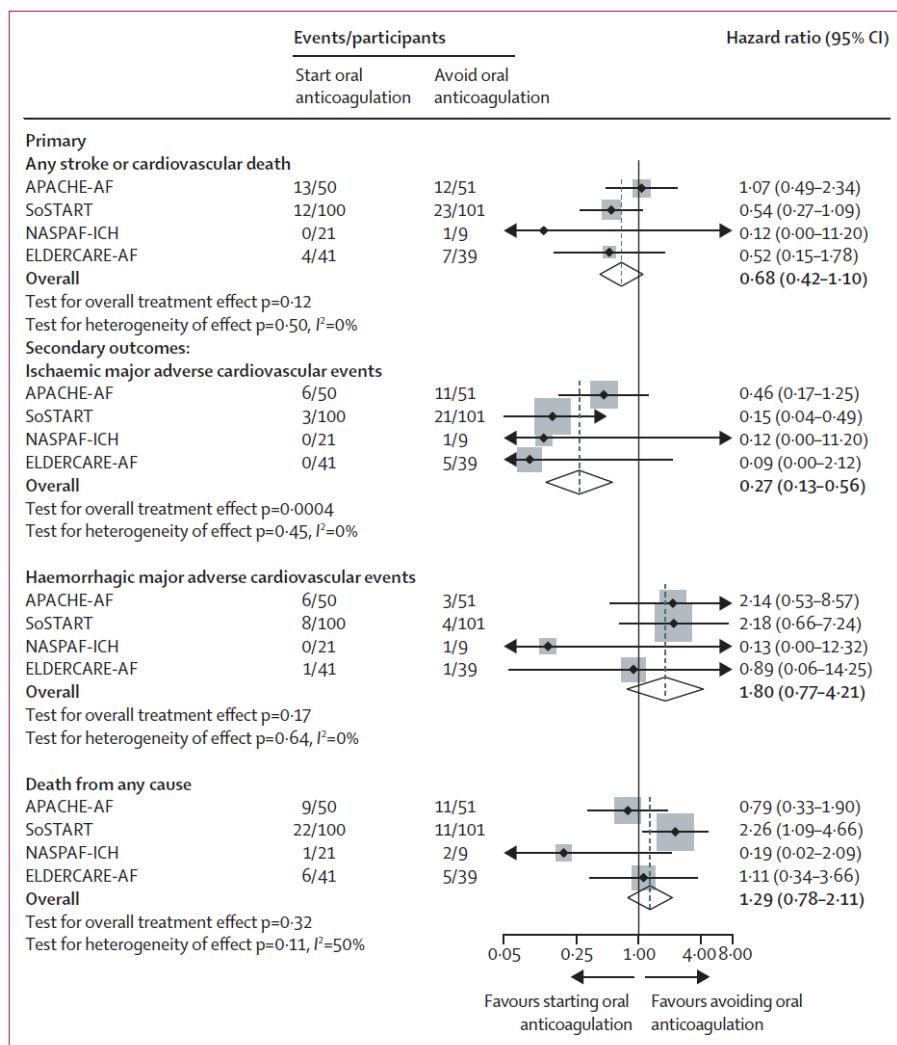 Events/participants Hazard ratio (95% CI)
Start oral anticoagulation Avoid oral anticoagulation
Primary
Any stroke or cardiovascular death
APACHE-AF 13/50 12/51 1·07 (0·49–2·34)
SoSTART 12/100 23/101 0·54 (0·27–1·09)
NASPAF-ICH 0/21 1/9 0·12 (0·00–11·20)
ELDERCARE-AF 4/41 7/39 0·52 (0·15–1·78)
Overall 0·68 (0·42–1·10)
Test for overall treatment effect p=0·12
Test for heterogeneity of effect p=0·50, I²=0%
Secondary outcomes:
Ischaemic major adverse cardiovascular events
APACHE-AF 6/50 11/51 0·46 (0·17–1·25)
SoSTART 3/100 21/101 0·15 (0·04–0·49)
NASPAF-ICH 0/21 1/9 0·12 (0·00–11·20)
ELDERCARE-AF 0/41 5/39 0·09 (0·00–2·12)
Overall 0·27 (0·13–0·56)
Test for overall treatment effect p=0·0004
Test for heterogeneity of effect p=0·45, I²=0%
Haemorrhagic major adverse cardiovascular events
APACHE-AF 6/50 3/51 2·14 (0·53–8·57)
SoSTART 8/100 4/101 2·18 (0·66–7·24)
NASPAF-ICH 0/21 1/9 0·13 (0·00–12·32)
ELDERCARE-AF 1/41 1/39 0·89 (0·06–14·25)
Overall 1·80 (0·77–4·21)
Test for overall treatment effect p=0·17
Test for heterogeneity of effect p=0·64, I²=0%
Death from any cause
APACHE-AF 9/50 11/51 0·79 (0·33–1·90)
SoSTART 22/100 11/101 2·26 (1·09–4·66)
NASPAF-ICH 1/21 2/9 0·19 (0·02–2·09)
ELDERCARE-AF 6/41 5/39 1·11 (0·34–3·66)
Overall 1·29 (0·78–2·11)
Test for overall treatment effect p=0·32
Test for heterogeneity of effect p=0·11, I²=50%
0·05 0·25 1·00 4·00 8·00
Favours starting oral anticoagulation Favours avoiding oral anticoagulation